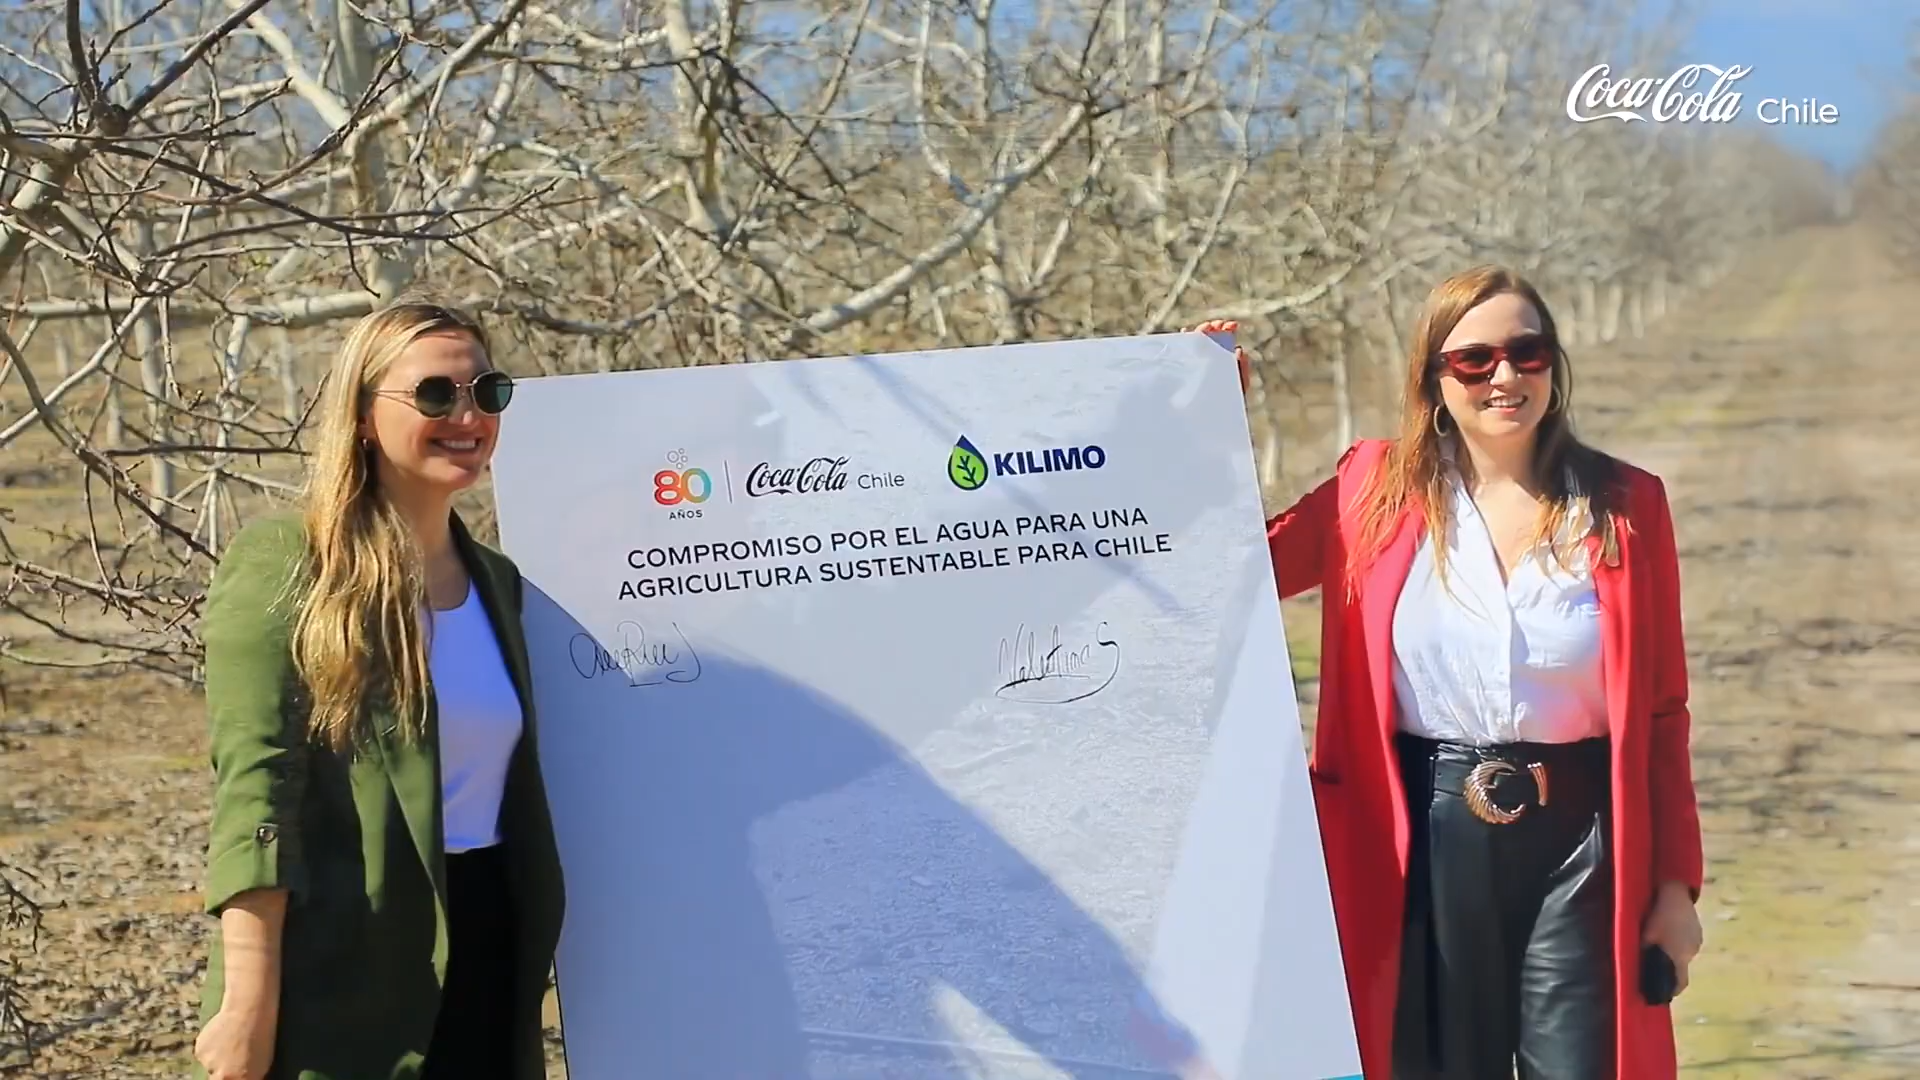 Coca-Cola Chile
80 AÑOS
Coca-Cola Chile
KILIMO
COMPROMISO POR EL AGUA PARA UNA
AGRICULTURA SUSTENTABLE PARA CHILE
Valentina S